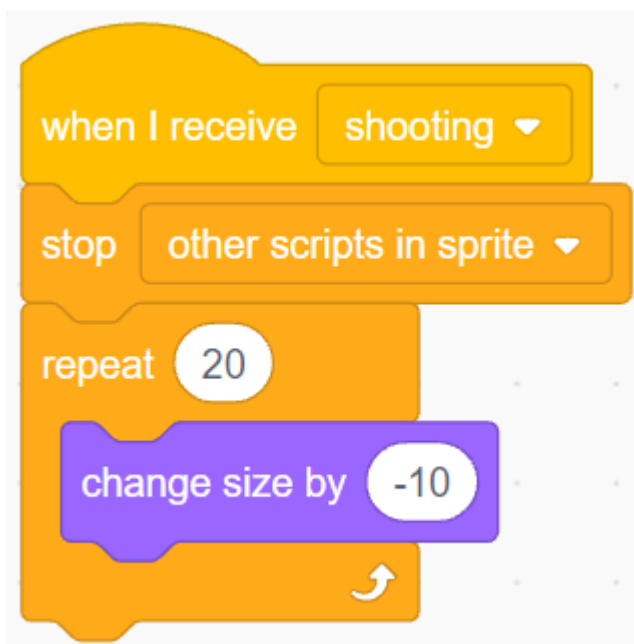 when I receive shooting
stop other scripts in sprite
repeat 20
change size by -10